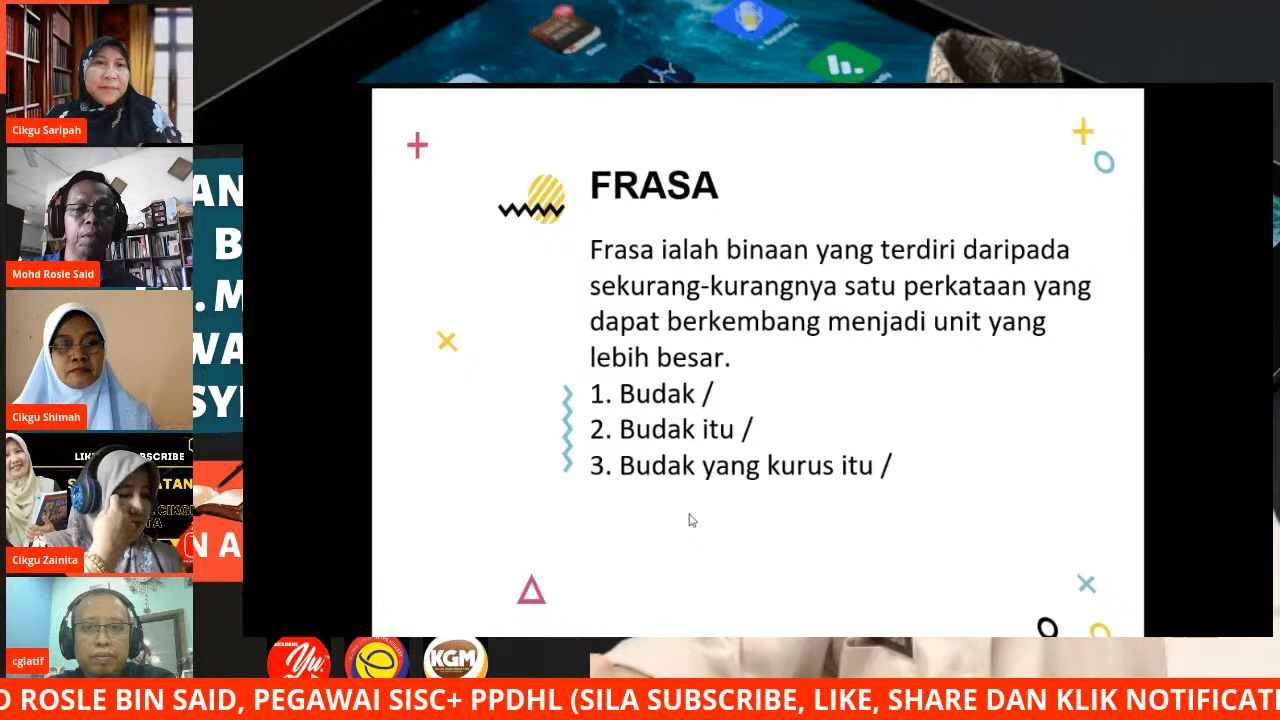 Cikgu Saripah
Mohd Rosle Said
Cikgu Shimah
LIKE
SUBSCRIBE
Cikgu Zainita
cglatif
FRASA
Frasa ialah binaan yang terdiri daripada
sekurang-kurangnya satu perkataan yang
dapat berkembang menjadi unit yang
lebih besar.
1. Budak /
2. Budak itu /
3. Budak yang kurus itu /
KGM
ROSLE BIN SAID, PEGAWAI SISC+ PPDHL (SILA SUBSCRIBE, LIKE, SHARE DAN KLIK NOTIFICATI